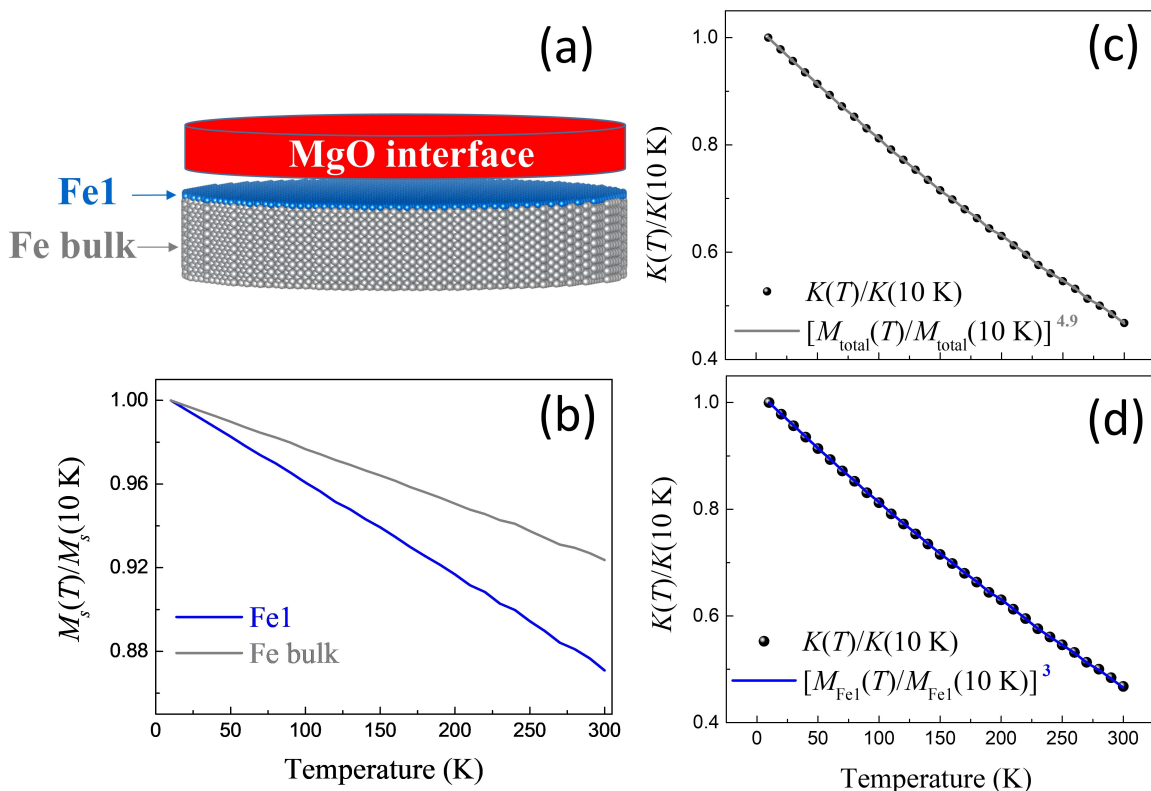 (a)
MgO interface
Fe1
Fe bulk
(b)
M_s(T)/M_s(10 K)
1.00
0.96
0.92
0.88
Fe1
Fe bulk
0 50 100 150 200 250 300
Temperature (K)
(c)
K(T)/K(10 K)
1.0
0.8
0.6
0.4
K(T)/K(10 K)
[M_total(T)/M_total(10 K)]^4.9
(d)
K(T)/K(10 K)
1.0
0.8
0.6
0.4
K(T)/K(10 K)
[M_Fe1(T)/M_Fe1(10 K)]^3
0 50 100 150 200 250 300
Temperature (K)